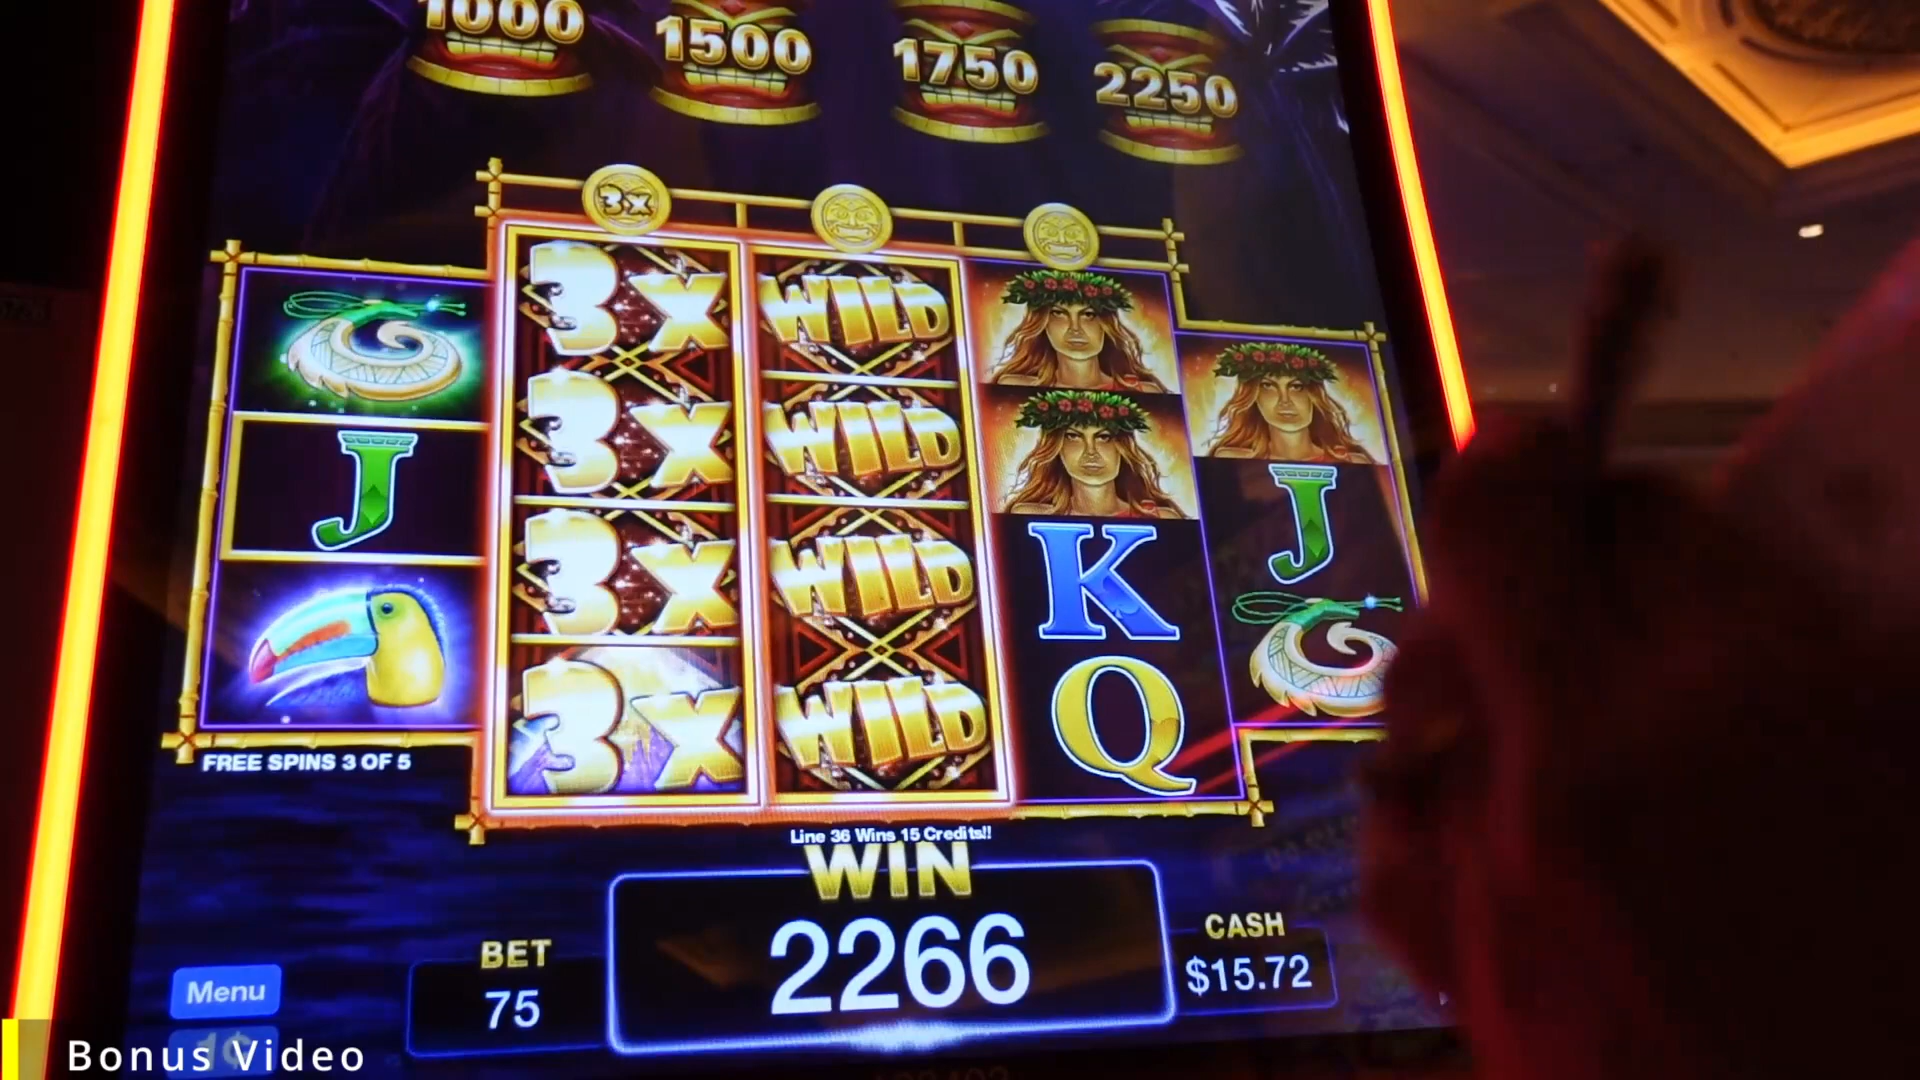 1000 1500 1750 2250
3x
3x WILD
3x WILD
J
3x WILD K J
3x WILD Q
FREE SPINS 3 OF 5
Line 36 Wins 15 Credits!!
WIN
BET 2266 CASH
75 $15.72
Menu
1¢
Bonus Video